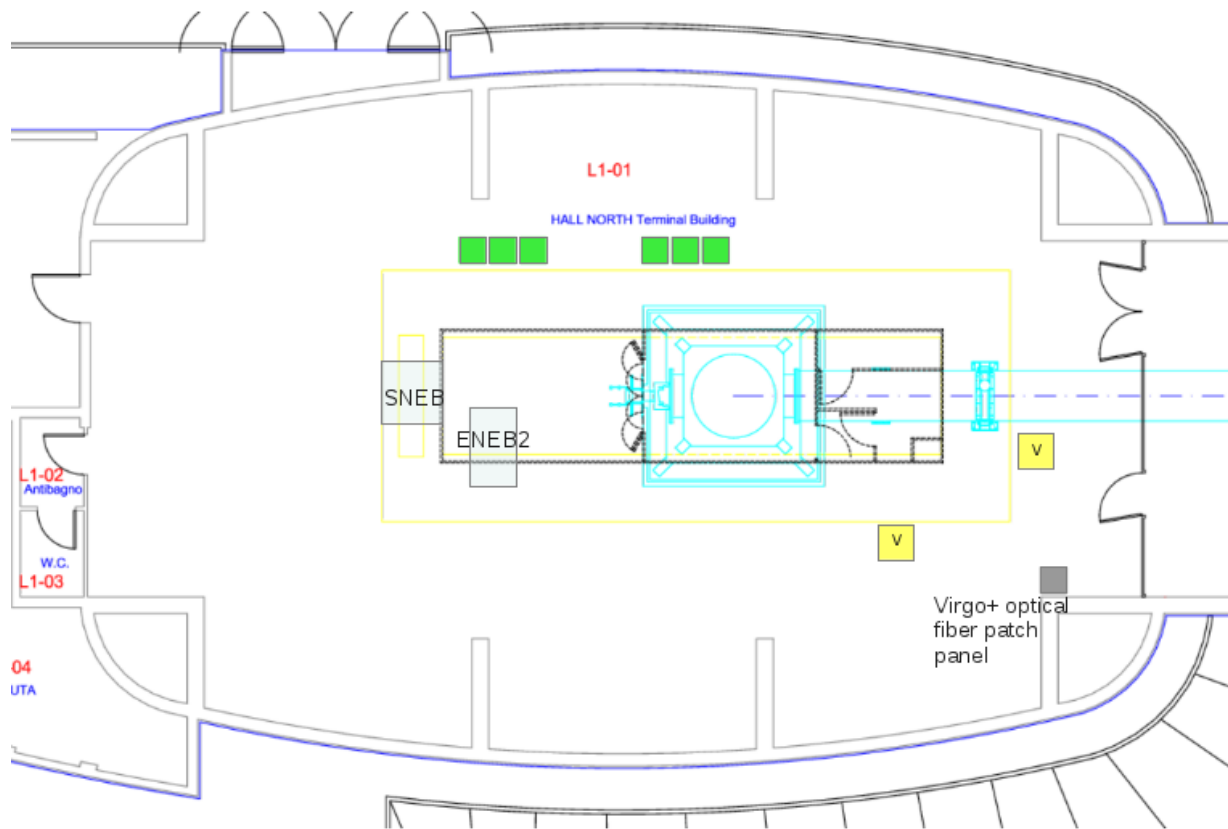 L1-01
HALL NORTH Terminal Building
SNEB
ENEB2
V
L1-02
Antibagno
V
W.C.
L1-03
Virgo+ optical
fiber patch
panel
-04
UTA